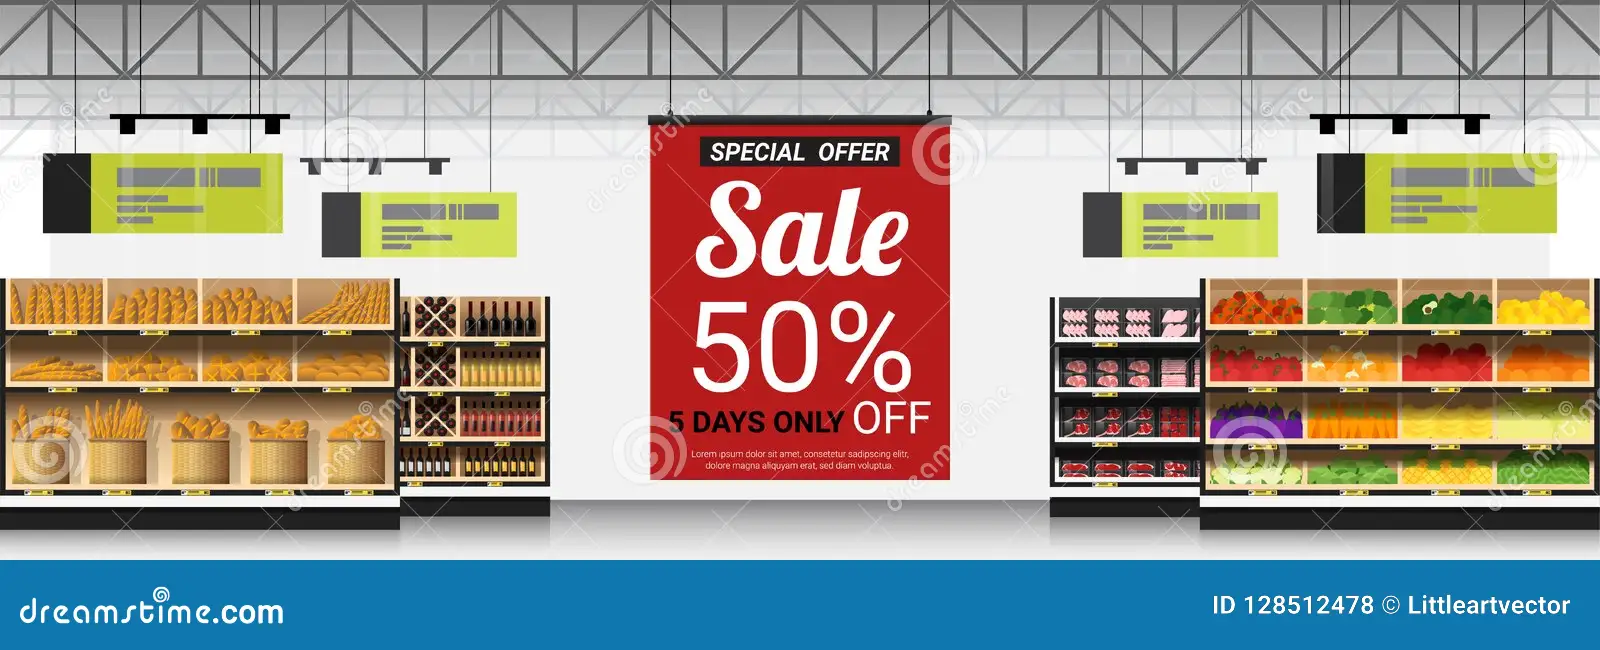 SPECIAL OFFER
Sale
50%
5 DAYS ONLY OFF
Lorem ipsum dolor sit amet, consetetur sadipscing elitr,
dolore magna aliquyam erat, sed diam voluptua.
dreamstime.com
ID 128512478 © Littleartvector